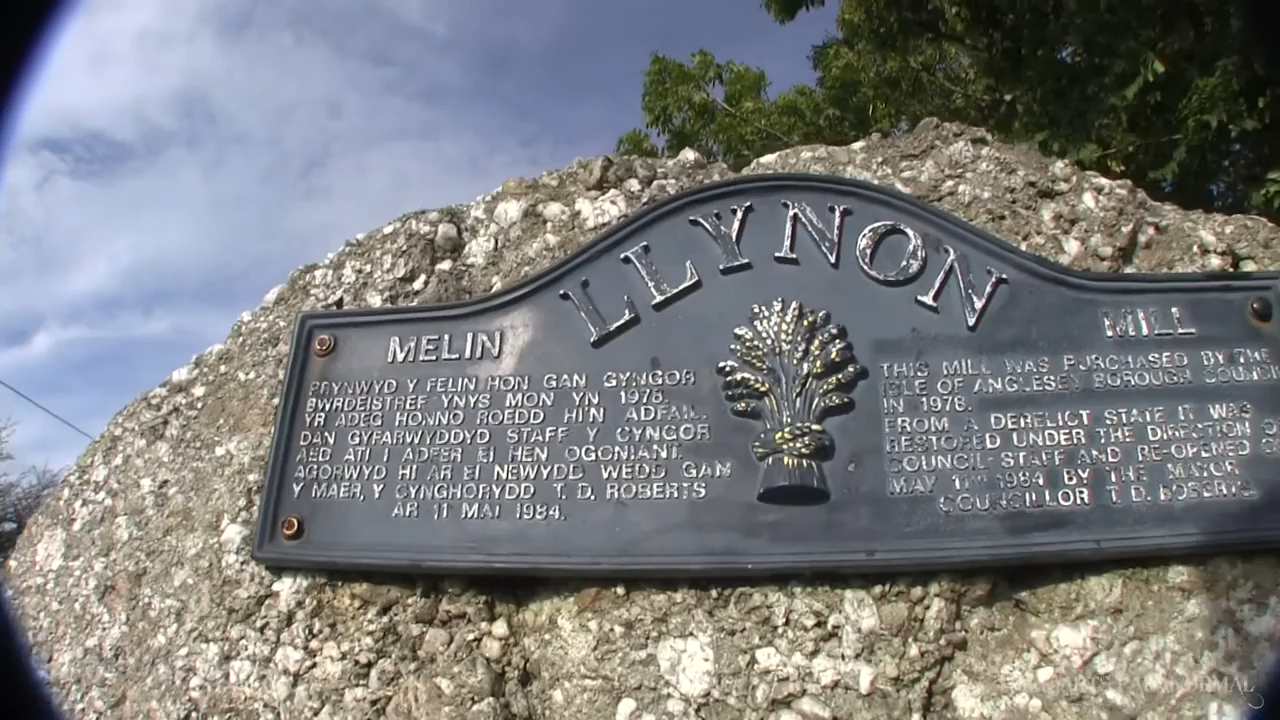 LLYNON
MELIN
PRYNWYD Y FELIN HON GAN GYNGOR
BWRDEISTREF YNYS MON YN 1978.
YR ADEG HONNO ROEDD HI'N ADFAIL.
DAN GYFARWYDDYD STAFF Y CYNGOR
AED ATI I ADFER EI HEN OGONIANT.
AGORWYD HI AR EI NEWYDD WEDD GAN
Y MAER, Y CYNGHORYDD T. D. ROBERTS
AR 11 MAI 1984.
MILL
THIS MILL WAS PURCHASED BY THE
ISLE OF ANGLESEY BOROUGH COUNCIL
IN 1978.
FROM A DERELICT STATE IT WAS
RESTORED UNDER THE DIRECTION
COUNCIL STAFF AND RE-OPENED
MAY 11TH 1984 BY THE MAYOR
COUNCILLOR T. D. ROBERTS